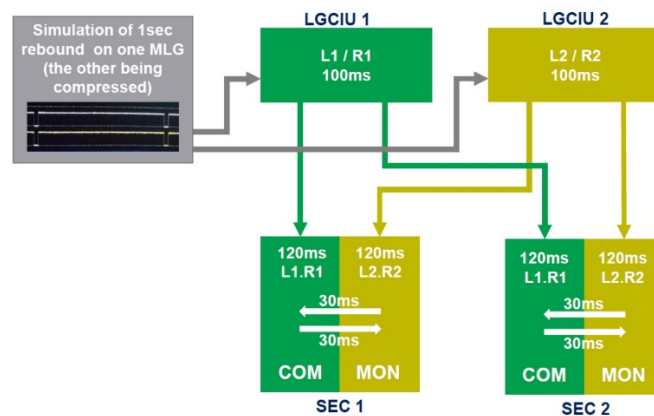 Simulation of 1sec
rebound on one MLG
(the other being
compressed)
LGCIU 1
L1 / R1
100ms
LGCIU 2
L2 / R2
100ms
120ms
L1.R1
120ms
L2.R2
30ms
30ms
COM
MON
SEC 1
120ms
L1.R1
120ms
L2.R2
30ms
30ms
COM
MON
SEC 2